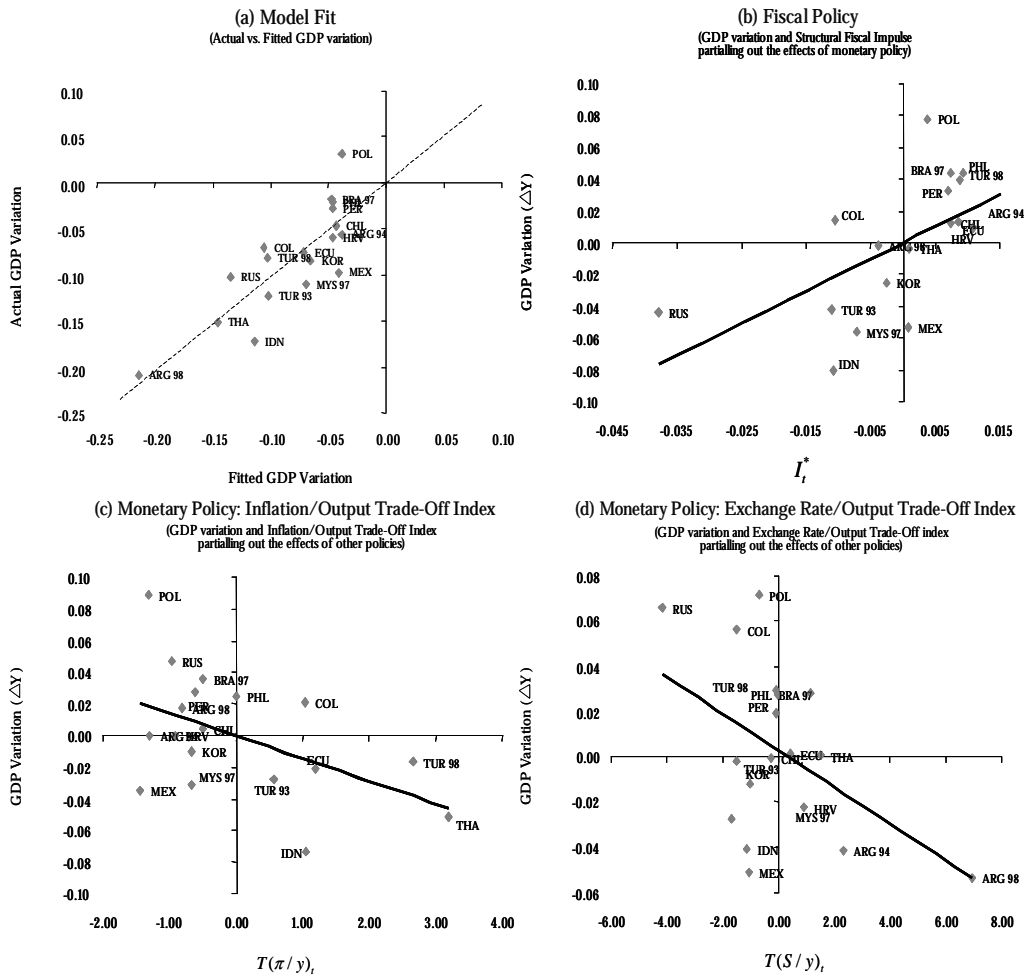 (a) Model Fit
(Actual vs. Fitted GDP variation)
Actual GDP Variation
0.10
0.05
0.00
-0.05
-0.10
-0.15
-0.20
-0.25
POL
BRA 97
PER
CHL
ARG 94
HRV
COL
ECU
TUR 98
KOR
RUS
MEX
MYS 97
TUR 93
THA
IDN
ARG 98
-0.25
-0.20
-0.15
-0.10
-0.05
0.00
0.05
0.10
Fitted GDP Variation
(b) Fiscal Policy
(GDP variation and Structural Fiscal Impulse
partialling out the effects of monetary policy)
GDP Variation (△Y)
0.10
0.08
0.06
0.04
0.02
0.00
-0.02
-0.04
-0.06
-0.08
-0.10
POL
PHL
BRA 97
TUR 98
PER
COL
ARG 94
CHL
ECU
HRV
ARG 98
THA
KOR
RUS
TUR 93
MYS 97
MEX
IDN
-0.045
-0.035
-0.025
-0.015
-0.005
0.005
0.015
I*t
(c) Monetary Policy: Inflation/Output Trade-Off Index
(GDP variation and Inflation/Output Trade-Off Index
partialling out the effects of other policies)
GDP Variation (△Y)
0.10
0.08
0.06
0.04
0.02
0.00
-0.02
-0.04
-0.06
-0.08
-0.10
POL
RUS
BRA 97
PHL
COL
PER
ARG 98
CHL
ARG 94
HRV
KOR
ECU
TUR 98
MYS 97
TUR 93
MEX
THA
IDN
-2.00
-1.00
0.00
1.00
2.00
3.00
4.00
T(π / y)t
(d) Monetary Policy: Exchange Rate/Output Trade-Off Index
(GDP variation and Exchange Rate/Output Trade-Off index
partialling out the effects of other policies)
GDP Variation (△Y)
0.08
0.06
0.04
0.02
0.00
-0.02
-0.04
-0.06
POL
RUS
COL
TUR 98
PHL
BRA 97
PER
ECU
THA
CHL
TUR 93
KOR
HRV
MYS 97
IDN
ARG 94
MEX
ARG 98
-6.00
-4.00
-2.00
0.00
2.00
4.00
6.00
8.00
T(S / y)t